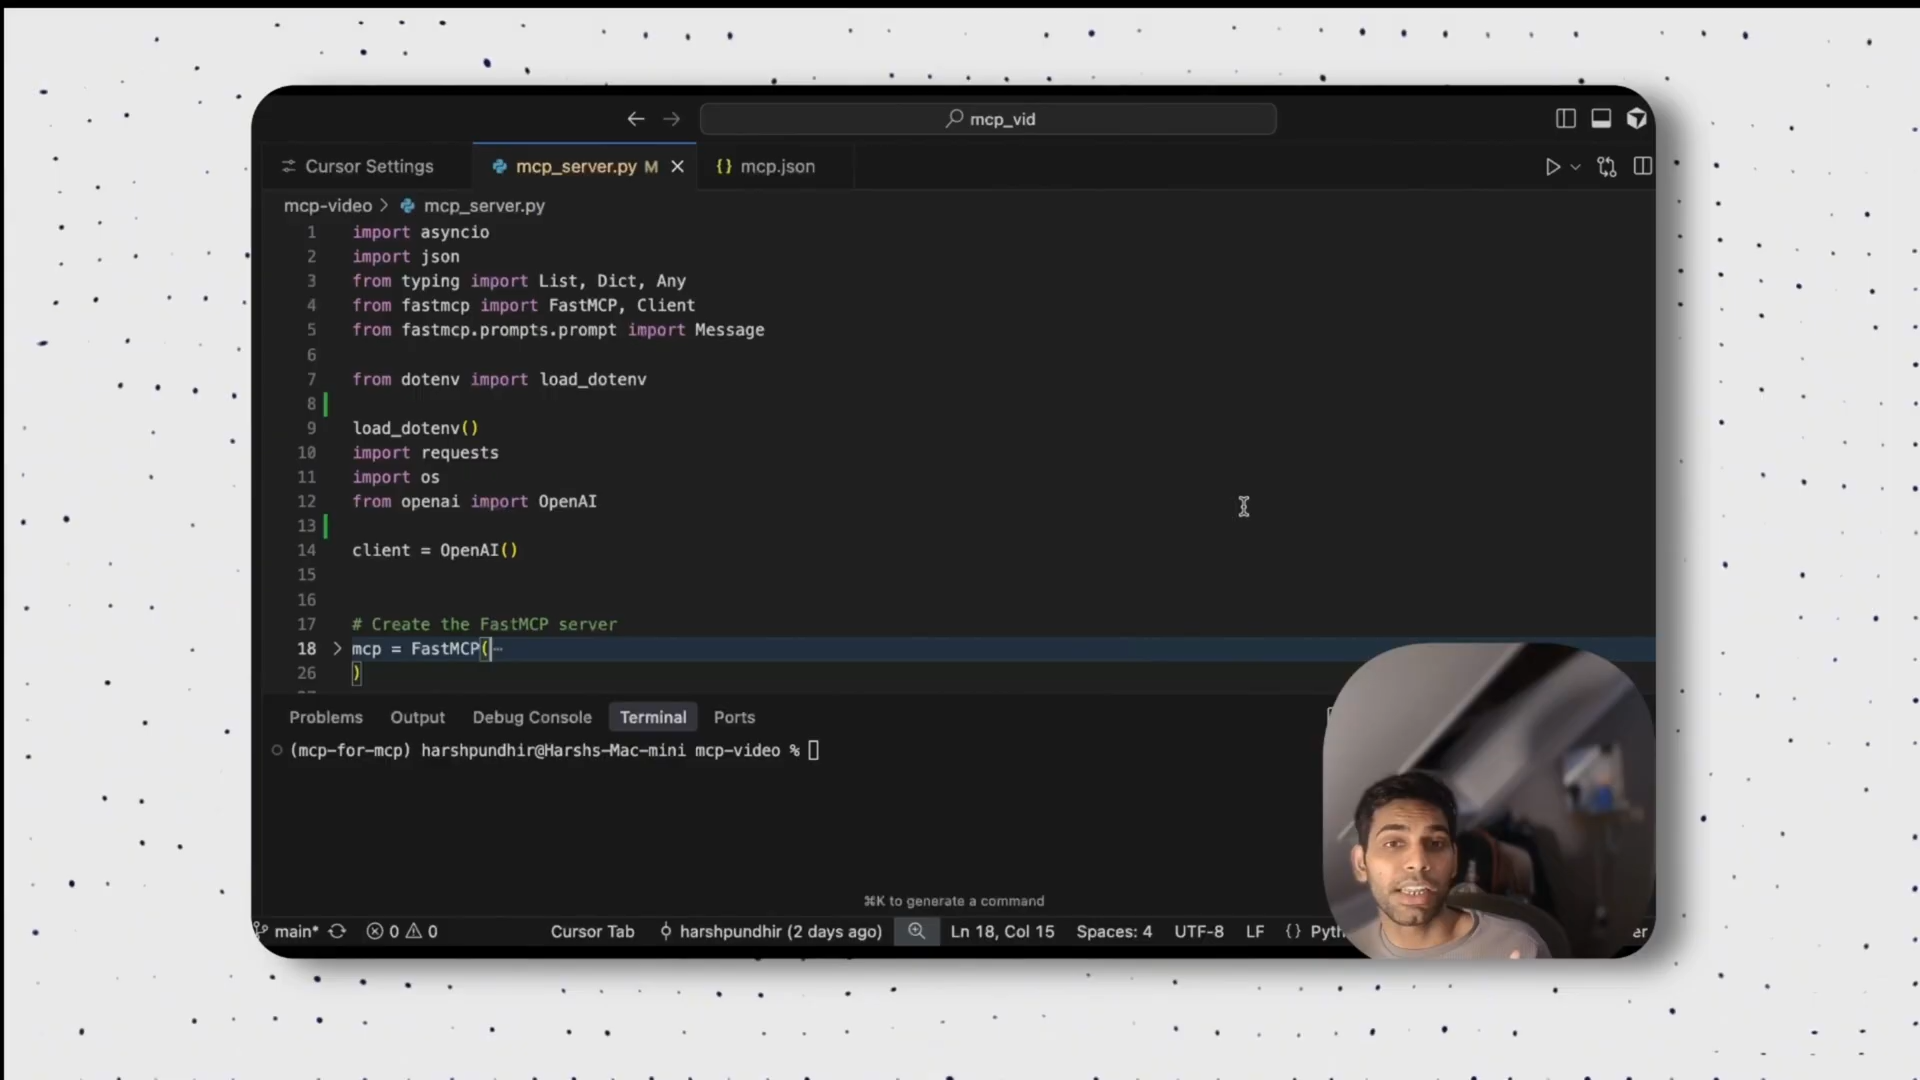 mcp_vid
Cursor Settings
mcp_server.py M
{} mcp.json
mcp-video > mcp_server.py
1 import asyncio
2 import json
3 from typing import List, Dict, Any
4 from fastmcp import FastMCP, Client
5 from fastmcp.prompts.prompt import Message
6
7 from dotenv import load_dotenv
8
9 load_dotenv()
10 import requests
11 import os
12 from openai import OpenAI
13
14 client = OpenAI()
15
16
17 # Create the FastMCP server
18 mcp = FastMCP(⋯
26 )
Problems Output Debug Console Terminal Ports
(mcp-for-mcp) harshpundhir@Harshs-Mac-mini mcp-video %
⌘K to generate a command
main* 0 0 Cursor Tab harshpundhir (2 days ago) Ln 18, Col 15 Spaces: 4 UTF-8 LF {}